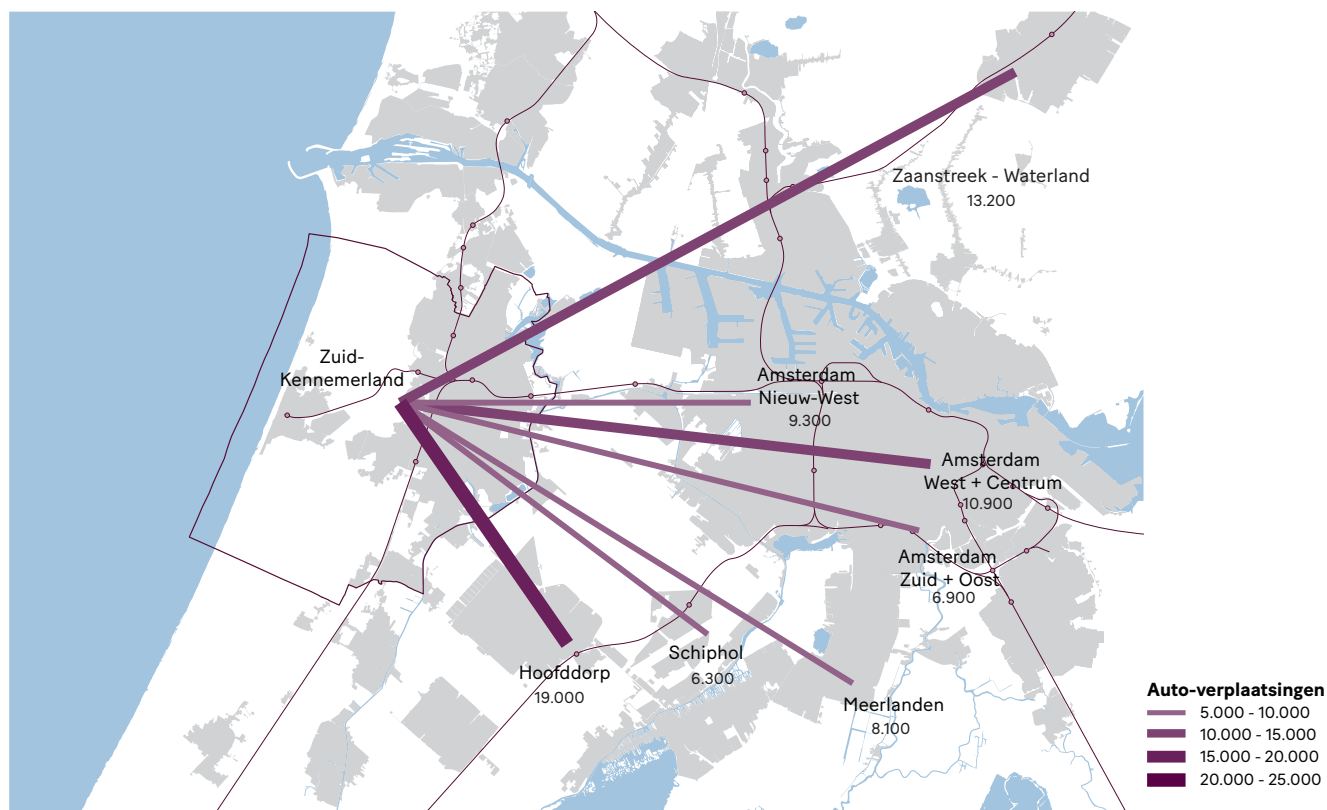 Zaanstreek - Waterland
13.200
Zuid-
Kennemerland
Amsterdam
Nieuw-West
9.300
Amsterdam
West + Centrum
10.900
Amsterdam
Zuid + Oost
6.900
Schiphol
6.300
Hoofddorp
19.000
Meerlanden
8.100
Auto-verplaatsingen
5.000 - 10.000
10.000 - 15.000
15.000 - 20.000
20.000 - 25.000